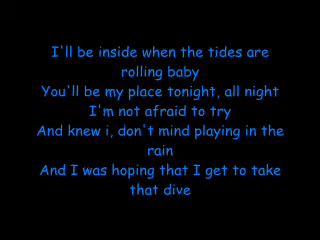 I'll be inside when the tides are
rolling baby
You'll be my place tonight, all night
I'm not afraid to try
And knew i, don't mind playing in the
rain
And I was hoping that I get to take
that dive